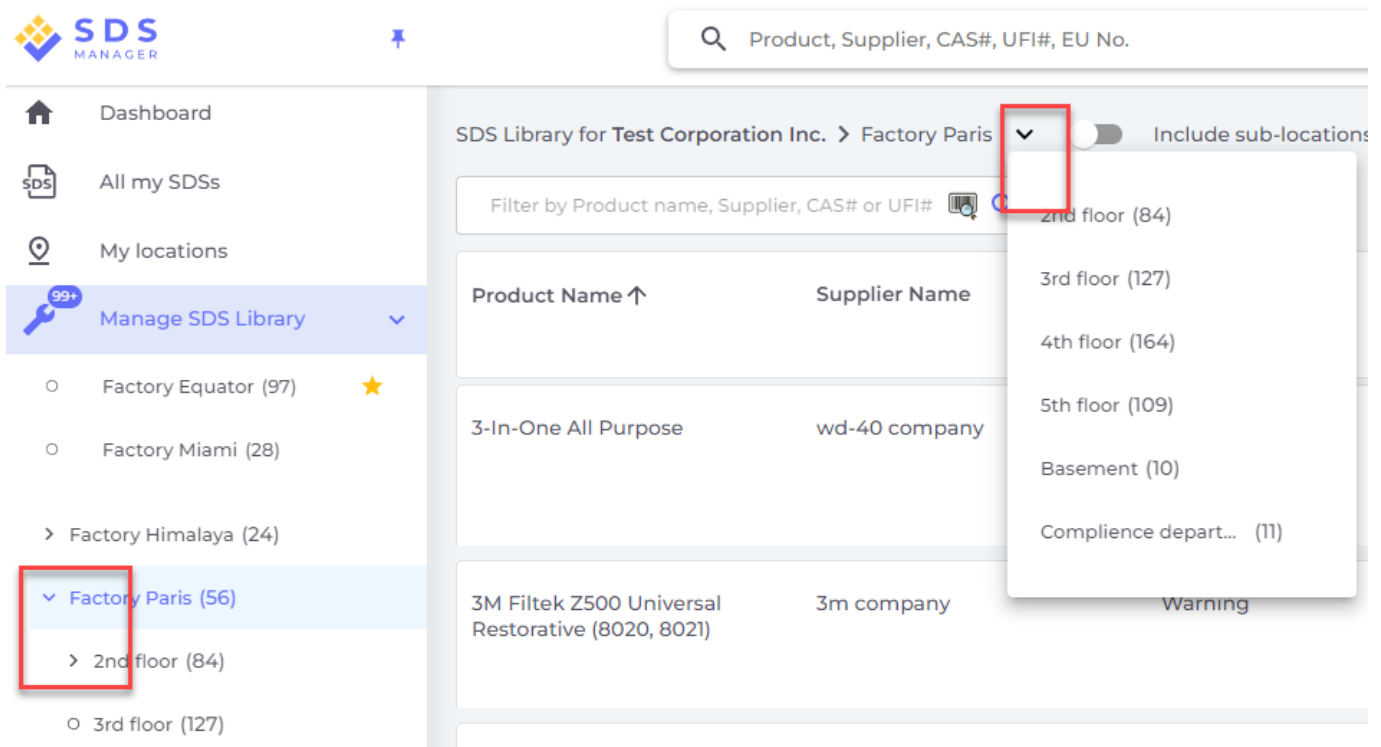 SDS
MANAGER
Product, Supplier, CAS#, UFI#, EU No.
Dashboard
SDS
All my SDSs
My locations
99+
Manage SDS Library
Factory Equator (97)
Factory Miami (28)
Factory Himalaya (24)
Factory Paris (56)
2nd floor (84)
3rd floor (127)
SDS Library for Test Corporation Inc. > Factory Paris
Include sub-locations
Filter by Product name, Supplier, CAS# or UFI#
2nd floor (84)
3rd floor (127)
4th floor (164)
5th floor (109)
Basement (10)
Complience depart... (11)
Product Name Supplier Name
3-In-One All Purpose wd-40 company
3M Filtek Z500 Universal 3m company Warning
Restorative (8020, 8021)